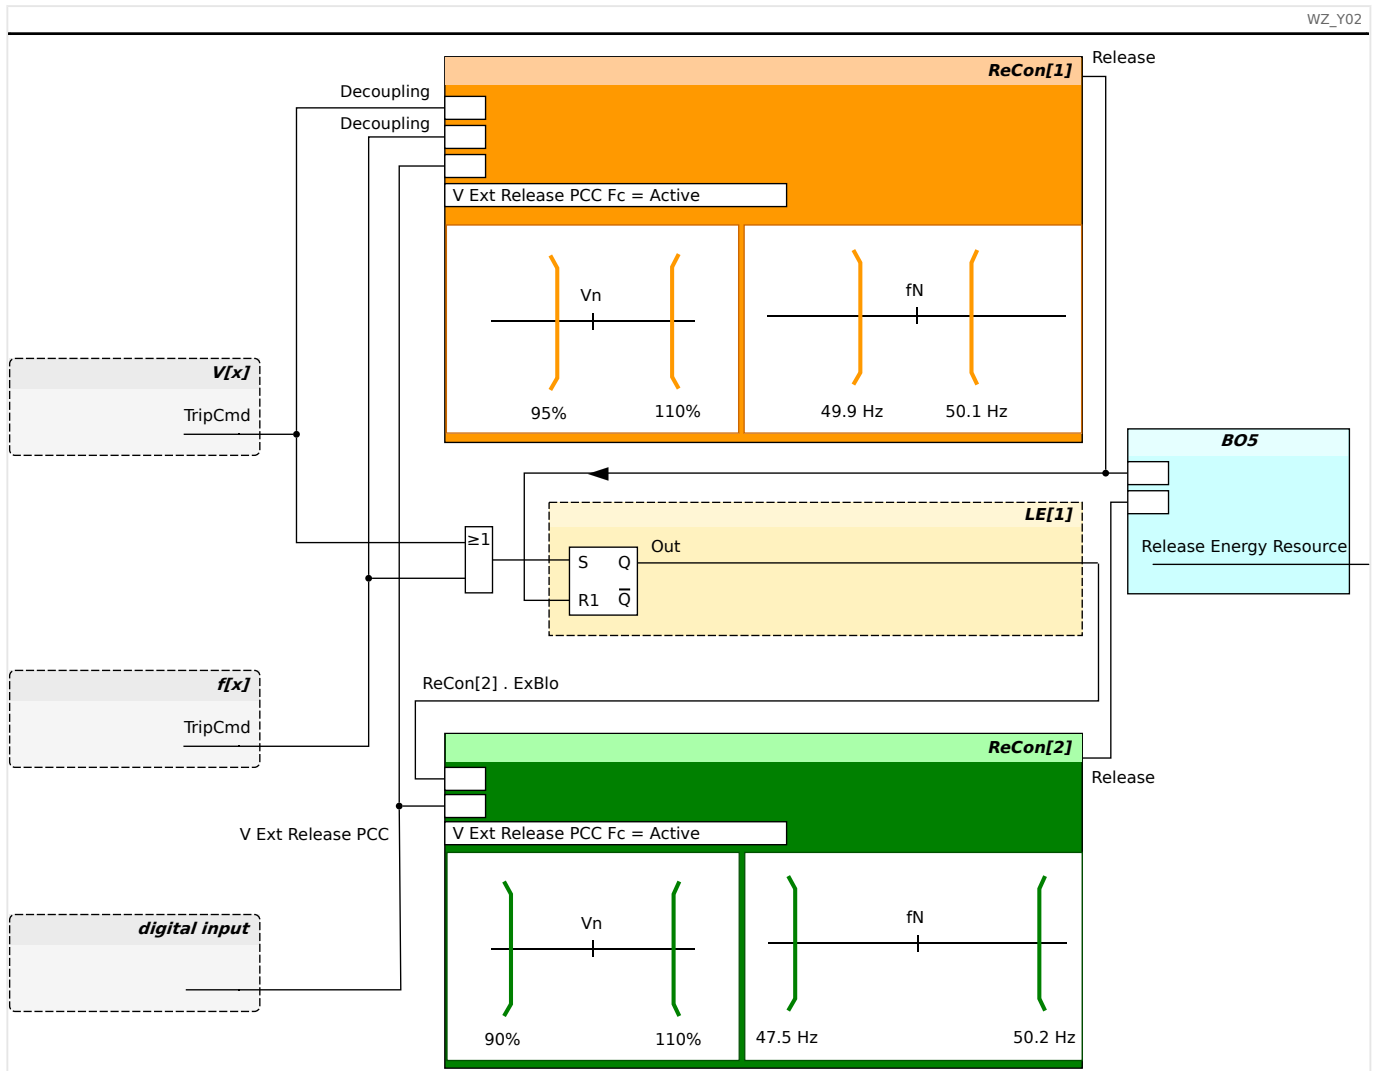 WZ_Y02
Release
ReCon[1]
Decoupling
Decoupling
V Ext Release PCC Fc = Active
Vn
fN
95%
110%
49.9 Hz
50.1 Hz
V[x]
TripCmd
BO5
Release Energy Resource
LE[1]
≥1
Out
S Q
R1 Q̅
f[x]
TripCmd
ReCon[2] . ExBlo
ReCon[2]
Release
V Ext Release PCC
V Ext Release PCC Fc = Active
Vn
fN
90%
110%
47.5 Hz
50.2 Hz
digital input